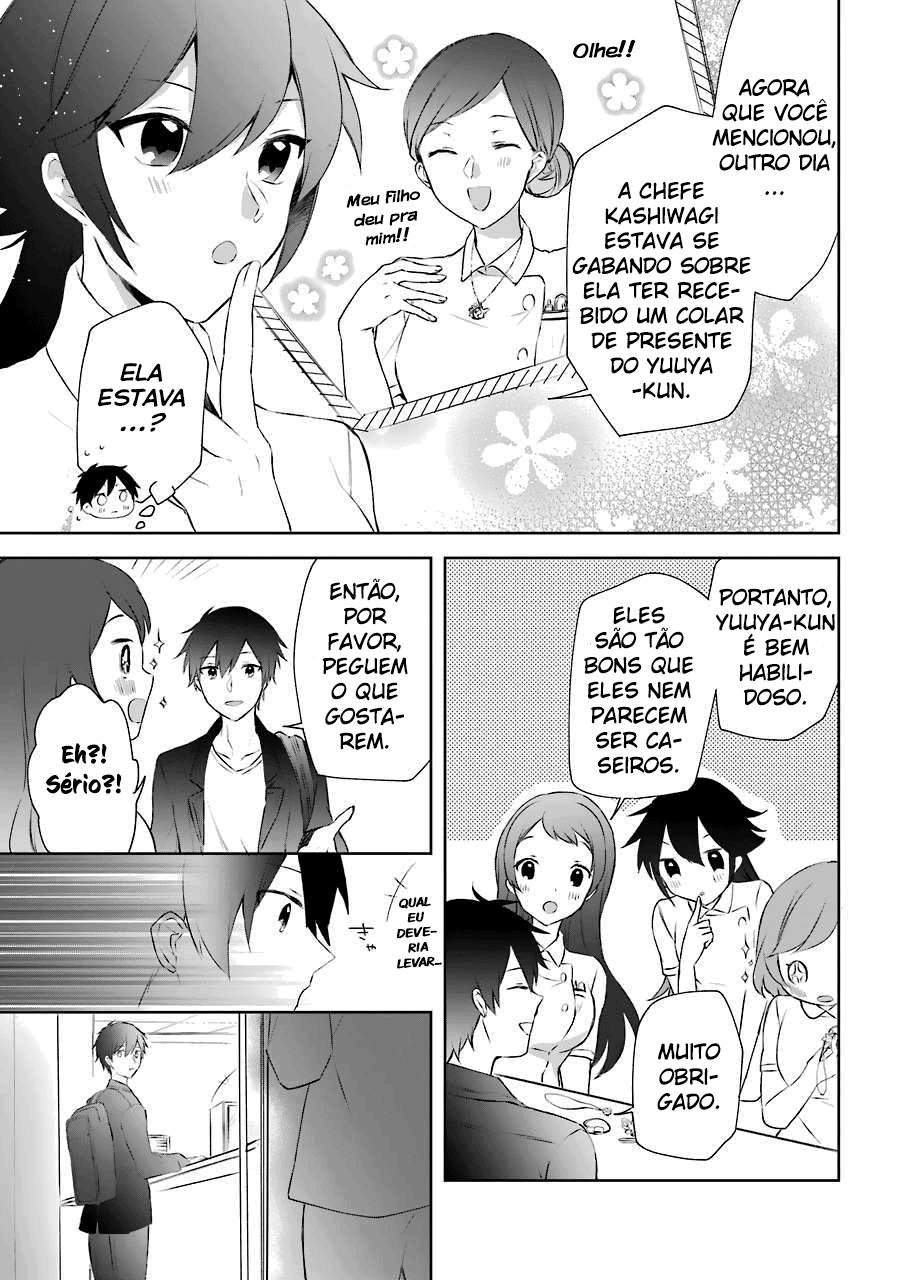 AGORA
QUE VOCÊ
MENCIONOU,
OUTRO DIA
...
A CHEFE
KASHIWAGI
ESTAVA SE
GABANDO SOBRE
ELA TER RECE-
BIDO UM COLAR
DE PRESENTE
DO YUUYA
-KUN.
Olhe!!
Meu Filho
deu pra
mim!!
ELA
ESTAVA
...?
PORTANTO,
YUUYA-KUN
É BEM
HABILI-
DOSO.
ELES
SÃO TÃO
BONS QUE
ELES NEM
PARECEM
SER CA-
SEIROS.
MUITO
OBRI-
GADO.
ENTÃO,
POR
FAVOR,
PEGUEM
O QUE
GOSTA-
REM.
Eh?!
Sério?!
QUAL
EU
DEVE-
RIA
LEVAR...